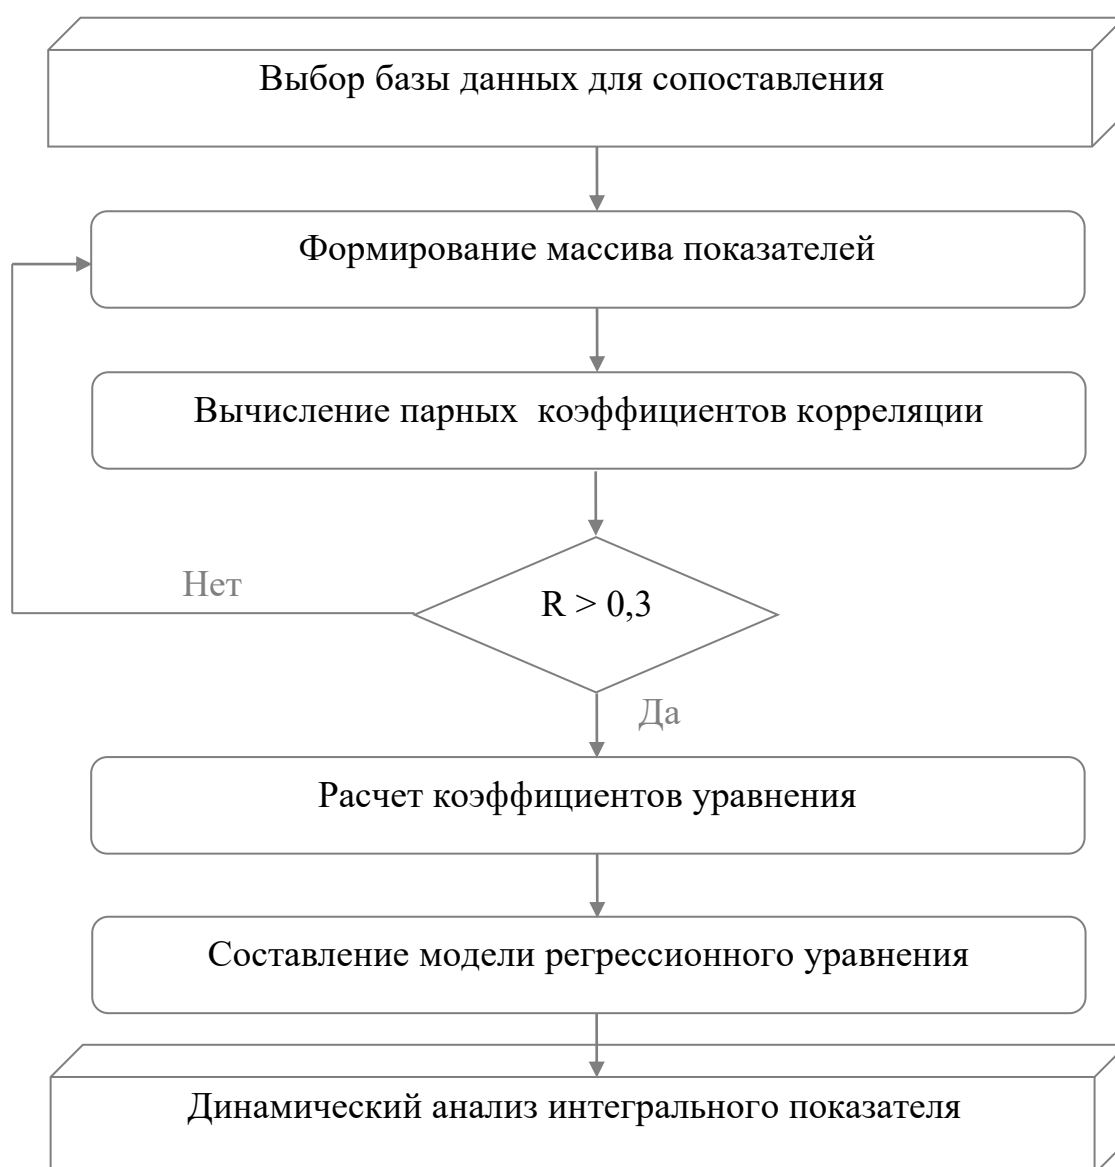 Выбор базы данных для сопоставления
Формирование массива показателей
Вычисление парных  коэффициентов корреляции
Нет
R > 0,3
Да
Расчет коэффициентов уравнения
Составление модели регрессионного уравнения
Динамический анализ интегрального показателя